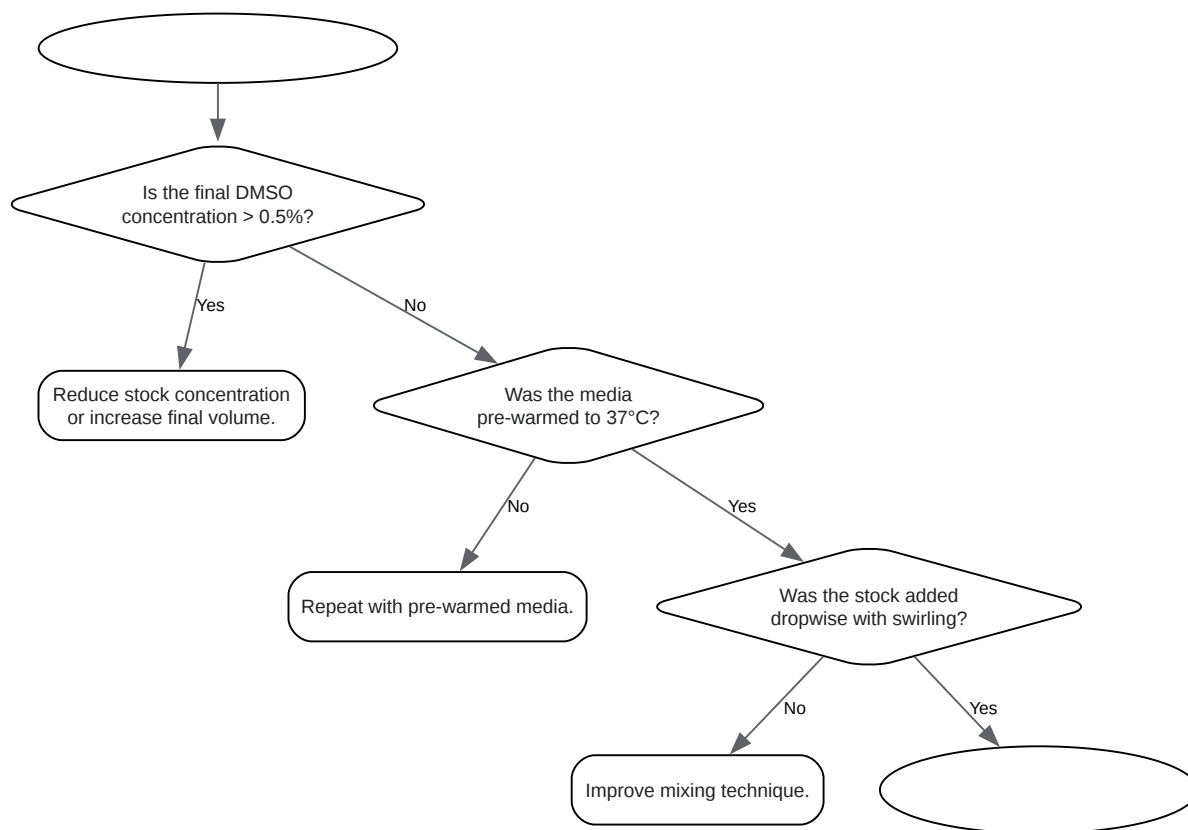 Is the final DMSO
concentration > 0.5%?
Yes
No
Reduce stock concentration
or increase final volume.
Was the media
pre-warmed to 37°C?
No
Yes
Repeat with pre-warmed media.
Was the stock added
dropwise with swirling?
No
Yes
Improve mixing technique.